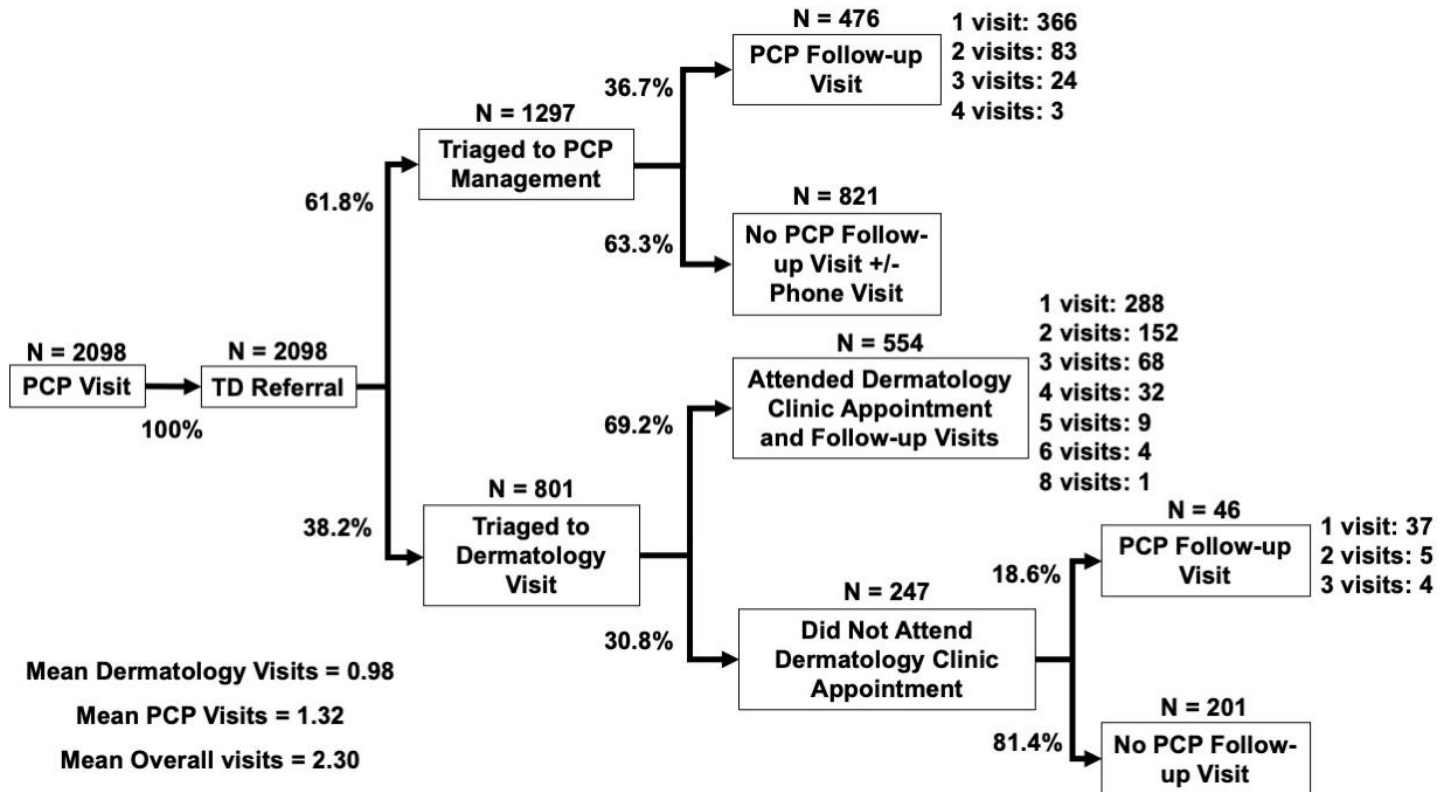 N = 2098
PCP Visit
100%
N = 2098
TD Referral
61.8%
38.2%
N = 1297
Triaged to PCP
Management
36.7%
63.3%
N = 476
PCP Follow-up
Visit
1 visit: 366
2 visits: 83
3 visits: 24
4 visits: 3
N = 821
No PCP Follow-
up Visit +/-
Phone Visit
N = 801
Triaged to
Dermatology
Visit
69.2%
30.8%
N = 554
Attended Dermatology
Clinic Appointment
and Follow-up Visits
1 visit: 288
2 visits: 152
3 visits: 68
4 visits: 32
5 visits: 9
6 visits: 4
8 visits: 1
N = 247
Did Not Attend
Dermatology Clinic
Appointment
18.6%
81.4%
N = 46
PCP Follow-up
Visit
1 visit: 37
2 visits: 5
3 visits: 4
N = 201
No PCP Follow-
up Visit
Mean Dermatology Visits = 0.98
Mean PCP Visits = 1.32
Mean Overall visits = 2.30